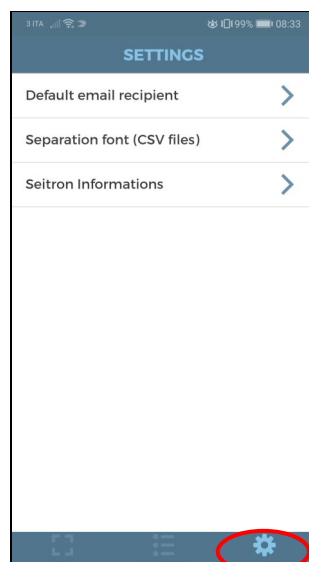 3 ITA 99% 08:33
SETTINGS
Default email recipient
Separation font (CSV files)
Seitron Informations